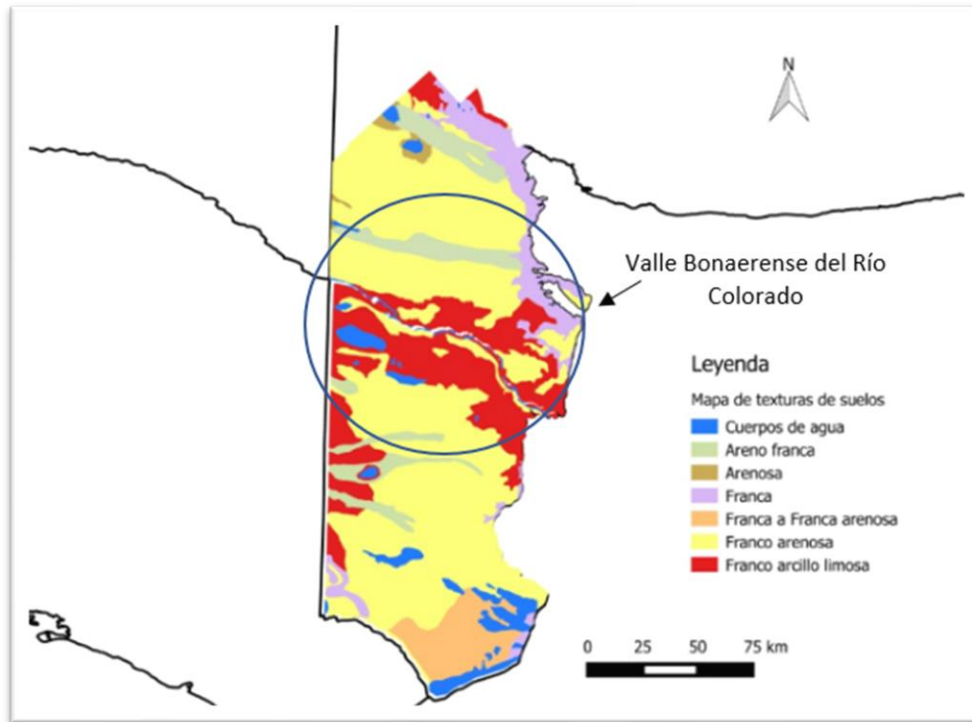 N
Valle Bonaerense del Río
Colorado
Leyenda
Mapa de texturas de suelos
Cuerpos de agua
Areno franca
Arenosa
Franca
Franca a Franca arenosa
Franco arenosa
Franco arcillo limosa
0 25 50 75 km